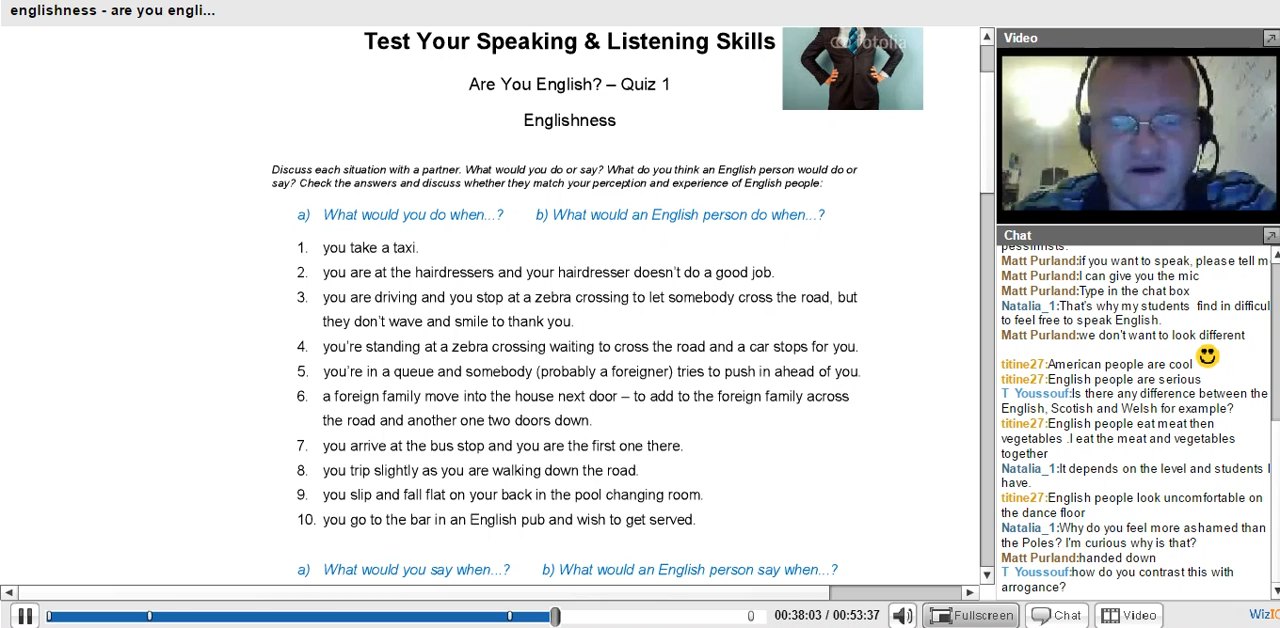 englishness - are you engli...
Test Your Speaking & Listening Skills
fotolia
Are You English? – Quiz 1
Englishness
Discuss each situation with a partner. What would you do or say? What do you think an English person would do or
say? Check the answers and discuss whether they match your perception and experience of English people:
a) What would you do when...? b) What would an English person do when...?
1. you take a taxi.
2. you are at the hairdressers and your hairdresser doesn't do a good job.
3. you are driving and you stop at a zebra crossing to let somebody cross the road, but
they don't wave and smile to thank you.
4. you're standing at a zebra crossing waiting to cross the road and a car stops for you.
5. you're in a queue and somebody (probably a foreigner) tries to push in ahead of you.
6. a foreign family move into the house next door – to add to the foreign family across
the road and another one two doors down.
7. you arrive at the bus stop and you are the first one there.
8. you trip slightly as you are walking down the road.
9. you slip and fall flat on your back in the pool changing room.
10. you go to the bar in an English pub and wish to get served.
a) What would you say when...? b) What would an English person say when...?
Video
Chat
pessimists.
Matt Purland:if you want to speak, please tell m
Matt Purland:I can give you the mic
Matt Purland:Type in the chat box
Natalia_1:That's why my students find in difficul
to feel free to speak English.
Matt Purland:we don't want to look different
titine27:American people are cool
titine27:English people are serious
T Youssouf:Is there any difference between the
English, Scotish and Welsh for example?
titine27:English people eat meat then
vegetables .I eat the meat and vegetables
together
Natalia_1:It depends on the level and students I
have.
titine27:English people look uncomfortable on
the dance floor
Natalia_1:Why do you feel more ashamed than
the Poles? I'm curious why is that?
Matt Purland:handed down
T Youssouf:how do you contrast this with
arrogance?
00:38:03 / 00:53:37
Fullscreen
Chat
Video
WizI